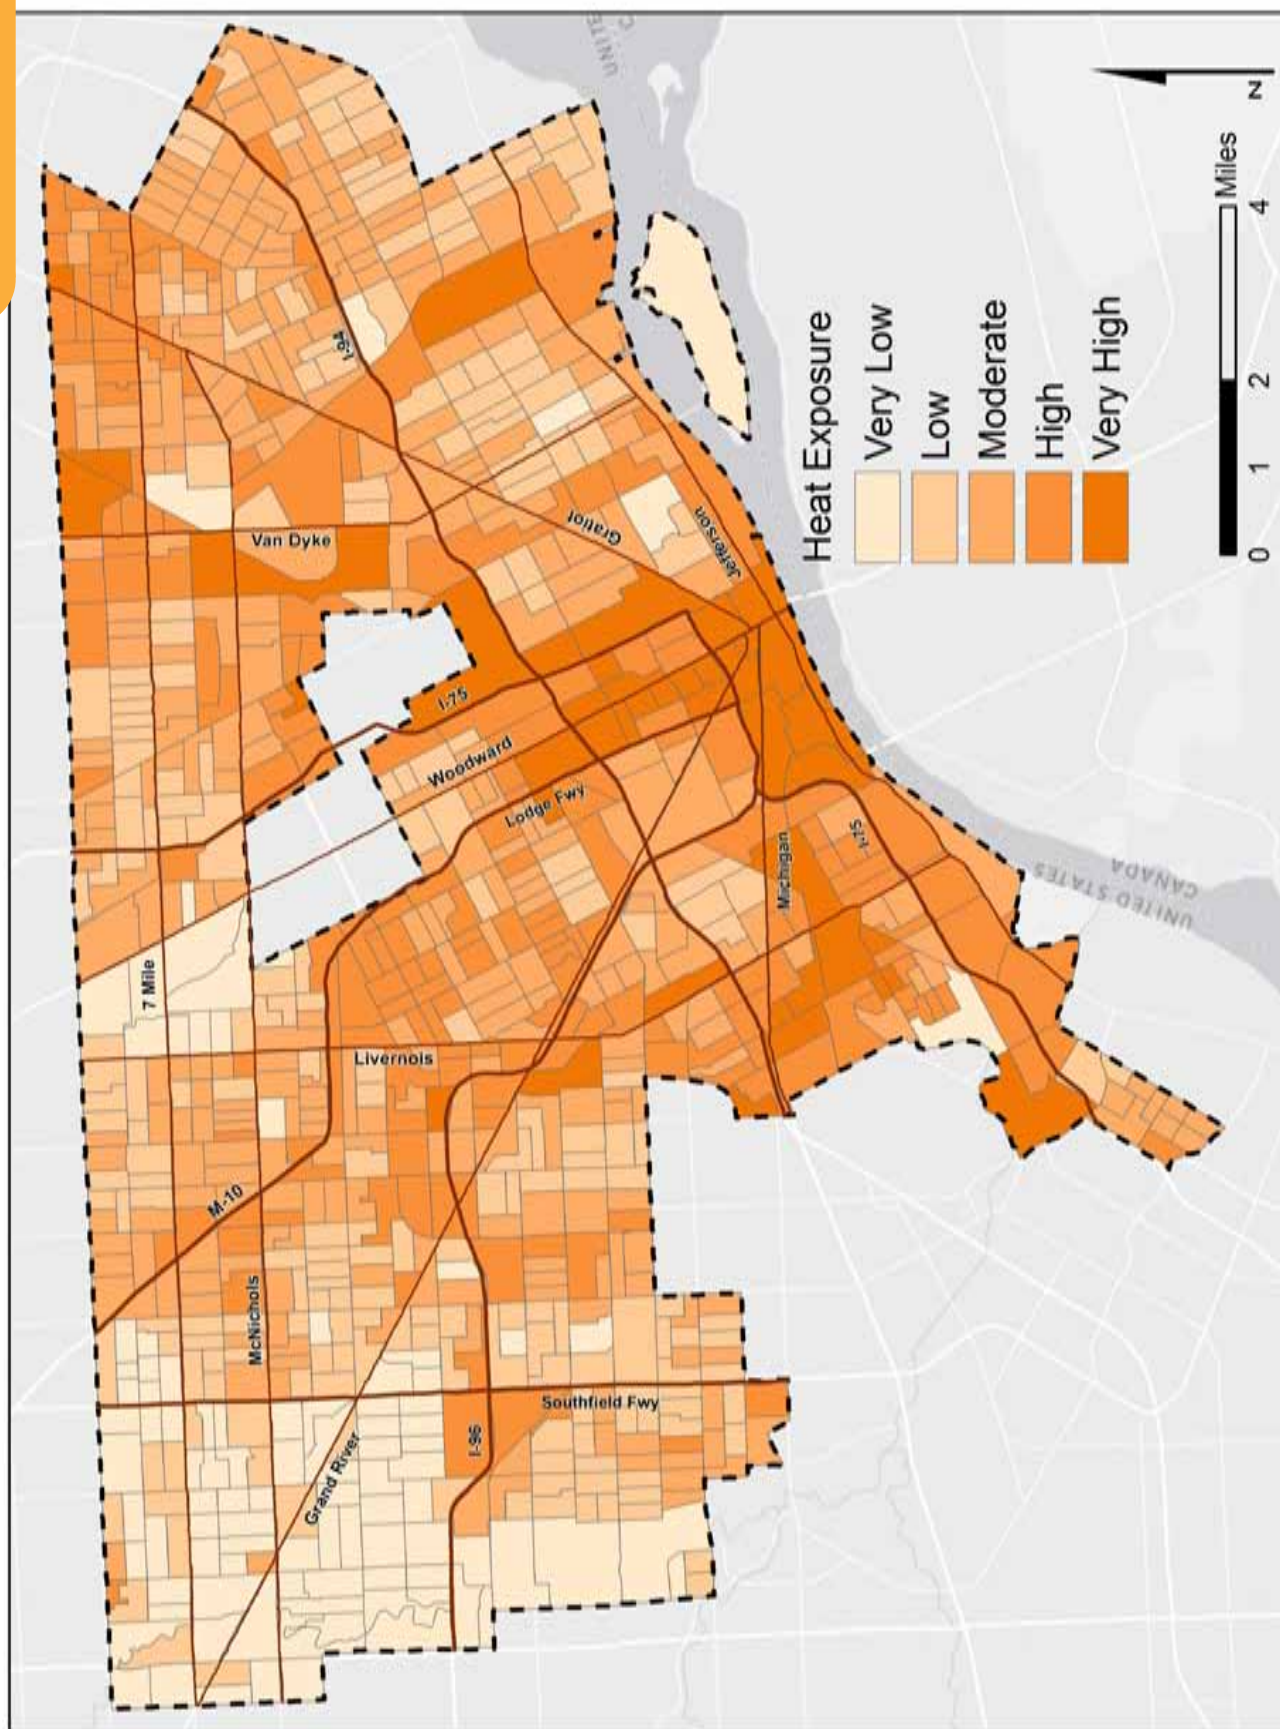 UNITE
C
I-94
Van Dyke
Gratiot
Jefferson
I-75
Woodward
Lodge Fwy
Michigan
I-75
UNITED STATES
CANADA
7 Mile
Livernois
M-10
McNichols
Southfield Fwy
I-96
Grand River
Heat Exposure
Very Low
Low
Moderate
High
Very High
0 1 2 4
Miles
N